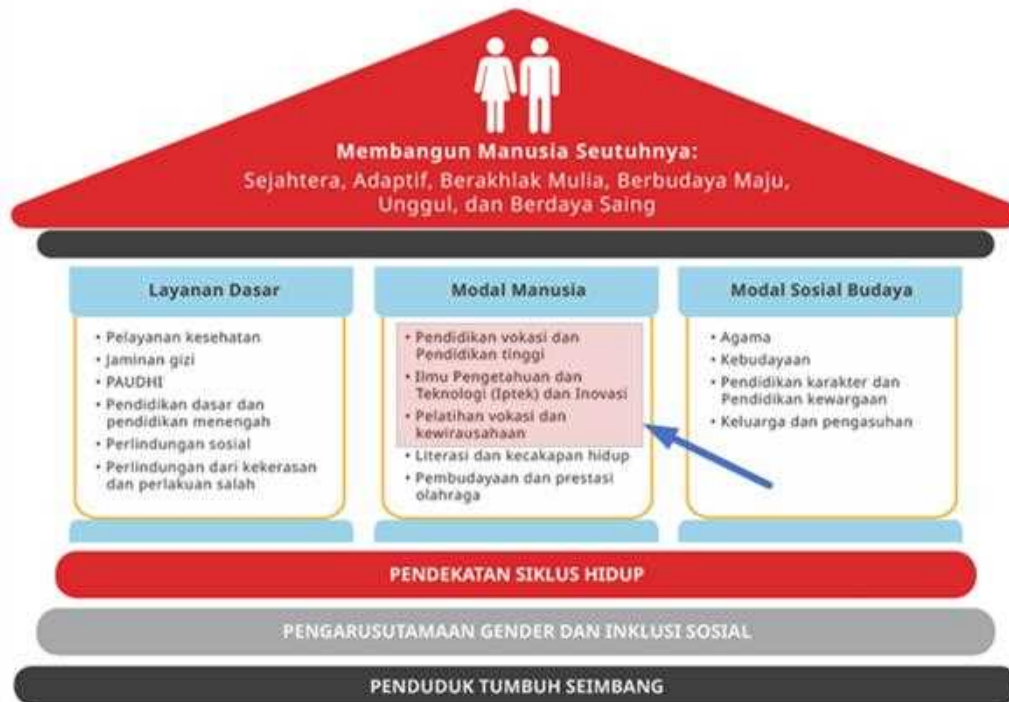 Membangun Manusia Seutuhnya:
Sejahtera, Adaptif, Berakhlak Mulia, Berbudaya Maju,
Unggul, dan Berdaya Saing
Layanan Dasar
• Pelayanan kesehatan
• Jaminan gizi
• PAUDHI
• Pendidikan dasar dan
pendidikan menengah
• Perlindungan sosial
• Perlindungan dari kekerasan
dan perlakuan salah
Modal Manusia
• Pendidikan vokasi dan
Pendidikan tinggi
• Ilmu Pengetahuan dan
Teknologi (Iptek) dan Inovasi
• Pelatihan vokasi dan
kewirausahaan
• Literasi dan kecakapan hidup
• Pembudayaan dan prestasi
olahraga
Modal Sosial Budaya
• Agama
• Kebudayaan
• Pendidikan karakter dan
Pendidikan kewargaan
• Keluarga dan pengasuhan
PENDEKATAN SIKLUS HIDUP
PENGARUSUTAMAAN GENDER DAN INKLUSI SOSIAL
PENDUDUK TUMBUH SEIMBANG